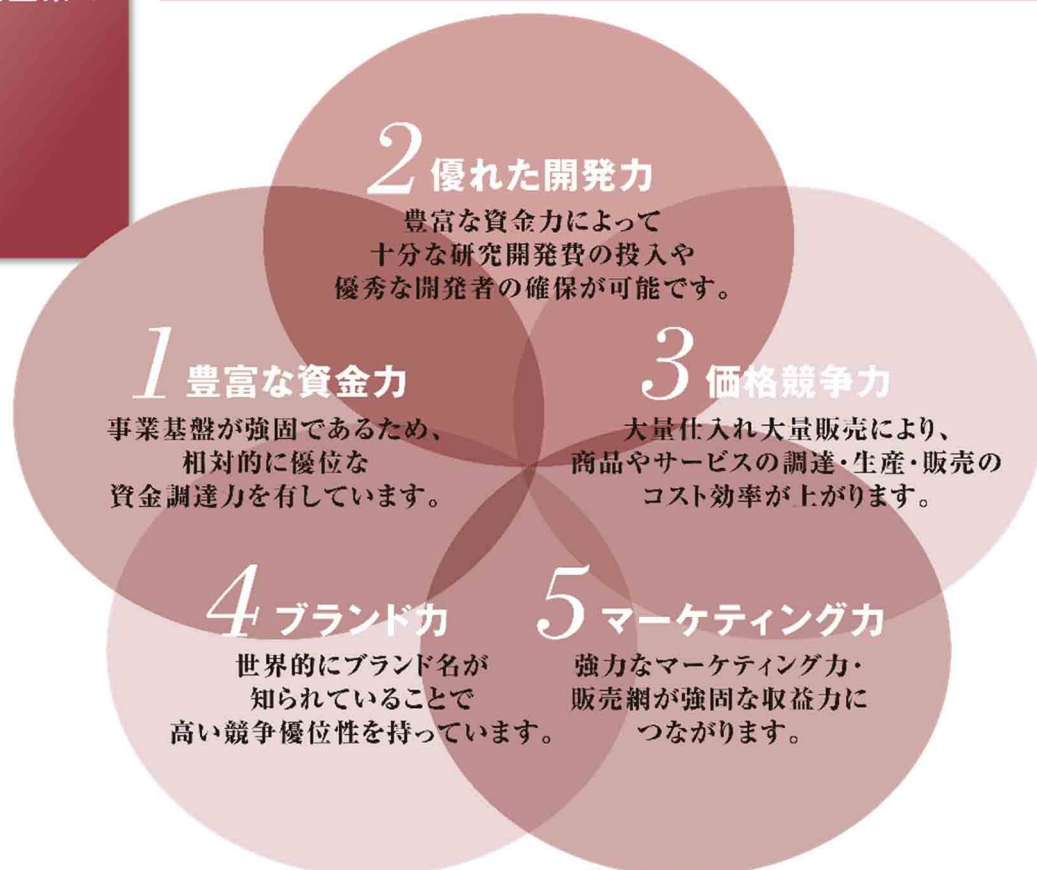 1 豊富な資金力
事業基盤が強固であるため、
相対的に優位な
資金調達力を有しています。
2 優れた開発力
豊富な資金力によって
十分な研究開発費の投入や
優秀な開発者の確保が可能です。
3 価格競争力
大量仕入れ大量販売により、
商品やサービスの調達・生産・販売の
コスト効率が上がります。
4 ブランド力
世界的にブランド名が
知られていることで
高い競争優位性を持っています。
5 マーケティング力
強力なマーケティング力・
販売網が強固な収益力に
つながります。